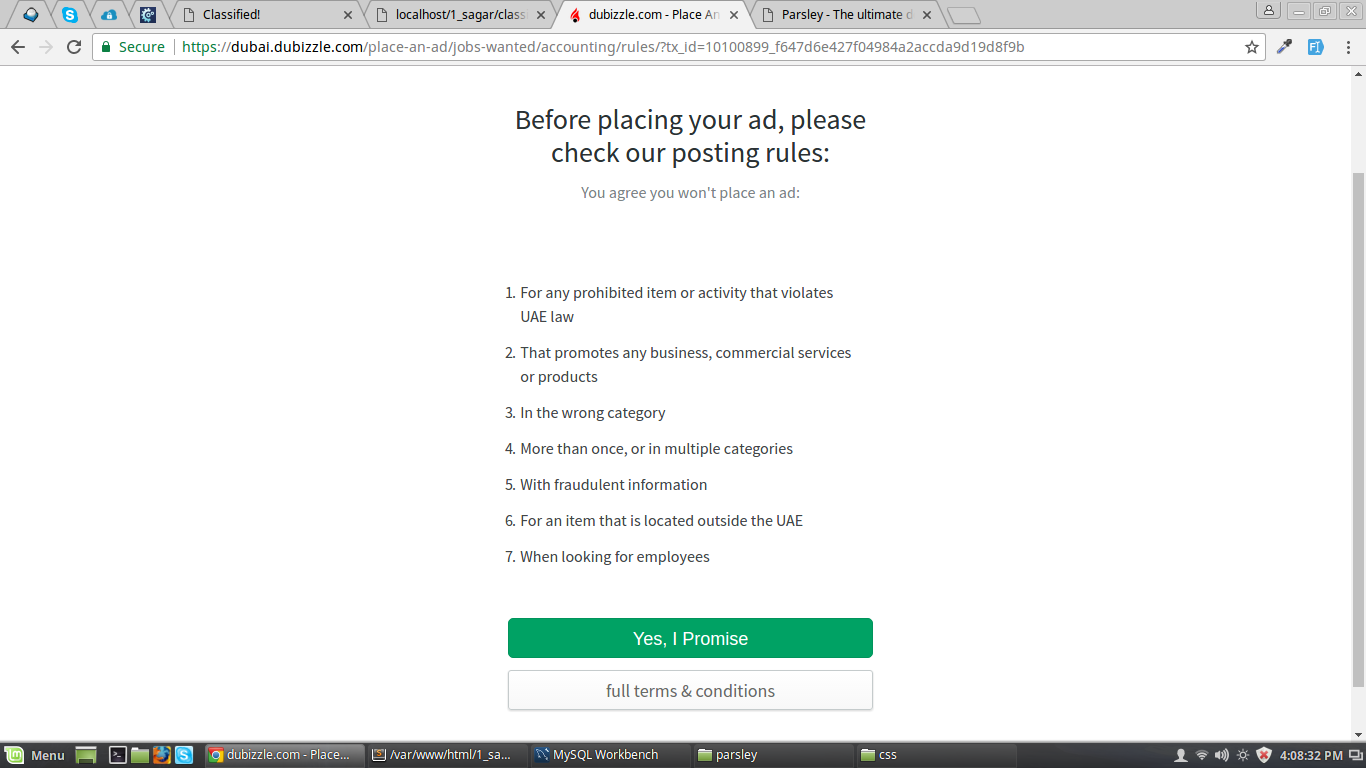 Classified!
localhost/1_sagar/class
dubizzle.com - Place An
Parsley - The ultimate d
Secure
https://dubai.dubizzle.com/place-an-ad/jobs-wanted/accounting/rules/?tx_id=10100899_f647d6e427f04984a2accda9d19d8f9b
Before placing your ad, please
check our posting rules:
You agree you won't place an ad:
1. For any prohibited item or activity that violates
UAE law
2. That promotes any business, commercial services
or products
3. In the wrong category
4. More than once, or in multiple categories
5. With fraudulent information
6. For an item that is located outside the UAE
7. When looking for employees
Yes, I Promise
full terms & conditions
Menu
dubizzle.com - Place...
/var/www/html/1_sa...
MySQL Workbench
parsley
css
4:08:32 PM